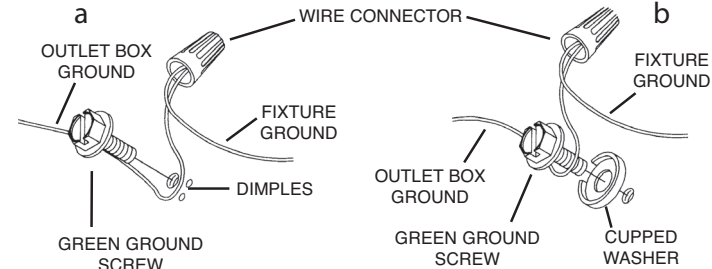 a
WIRE CONNECTOR
b
OUTLET BOX
GROUND
FIXTURE
GROUND
DIMPLES
GREEN GROUND
SCREW
FIXTURE
GROUND
OUTLET BOX
GROUND
GREEN GROUND
SCREW
CUPPED
WASHER